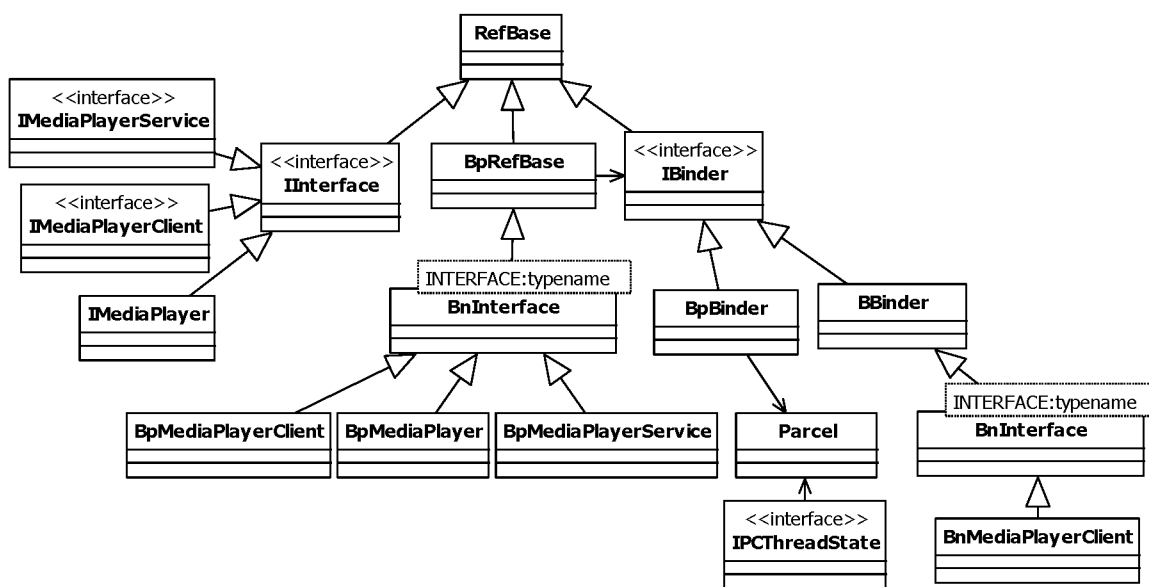 RefBase
<<interface>>
IMediaPlayerService
<<interface>>
IInterface
BpRefBase
<<interface>>
IBinder
<<interface>>
IMediaPlayerClient
INTERFACE:typename
BnInterface
IMediaPlayer
BpBinder
BBinder
INTERFACE:typename
BnInterface
BpMediaPlayerClient
BpMediaPlayer
BpMediaPlayerService
Parcel
<<interface>>
IPCThreadState
BnMediaPlayerClient